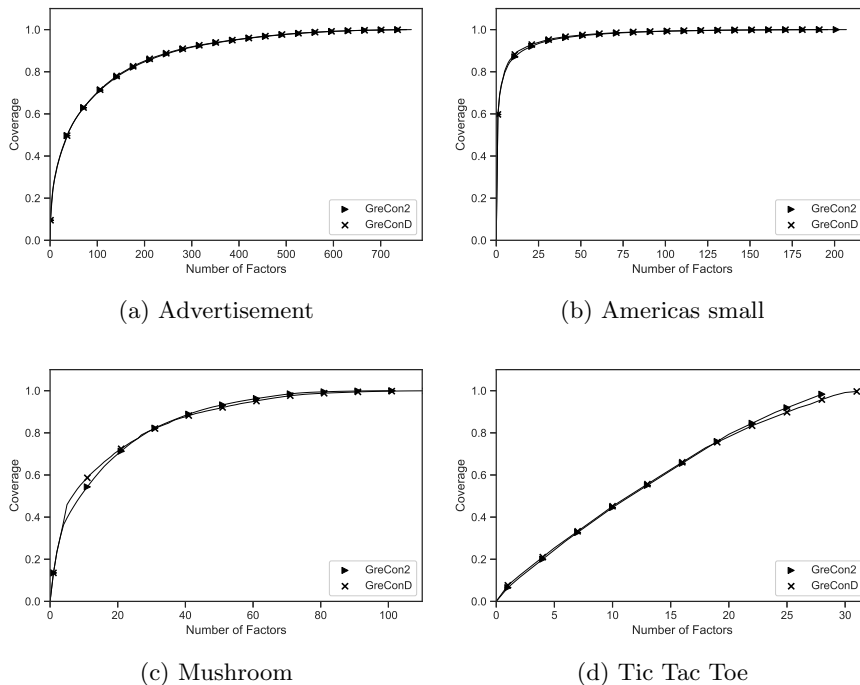 1.0
0.8
0.6
0.4
0.2
0.0
Coverage
GreCon2
GreConD
0 100 200 300 400 500 600 700
Number of Factors
(a) Advertisement
1.0
0.8
0.6
0.4
0.2
0.0
Coverage
GreCon2
GreConD
0 25 50 75 100 125 150 175 200
Number of Factors
(b) Americas small
1.0
0.8
0.6
0.4
0.2
0.0
Coverage
GreCon2
GreConD
0 20 40 60 80 100
Number of Factors
(c) Mushroom
1.0
0.8
0.6
0.4
0.2
0.0
Coverage
GreCon2
GreConD
0 5 10 15 20 25 30
Number of Factors
(d) Tic Tac Toe